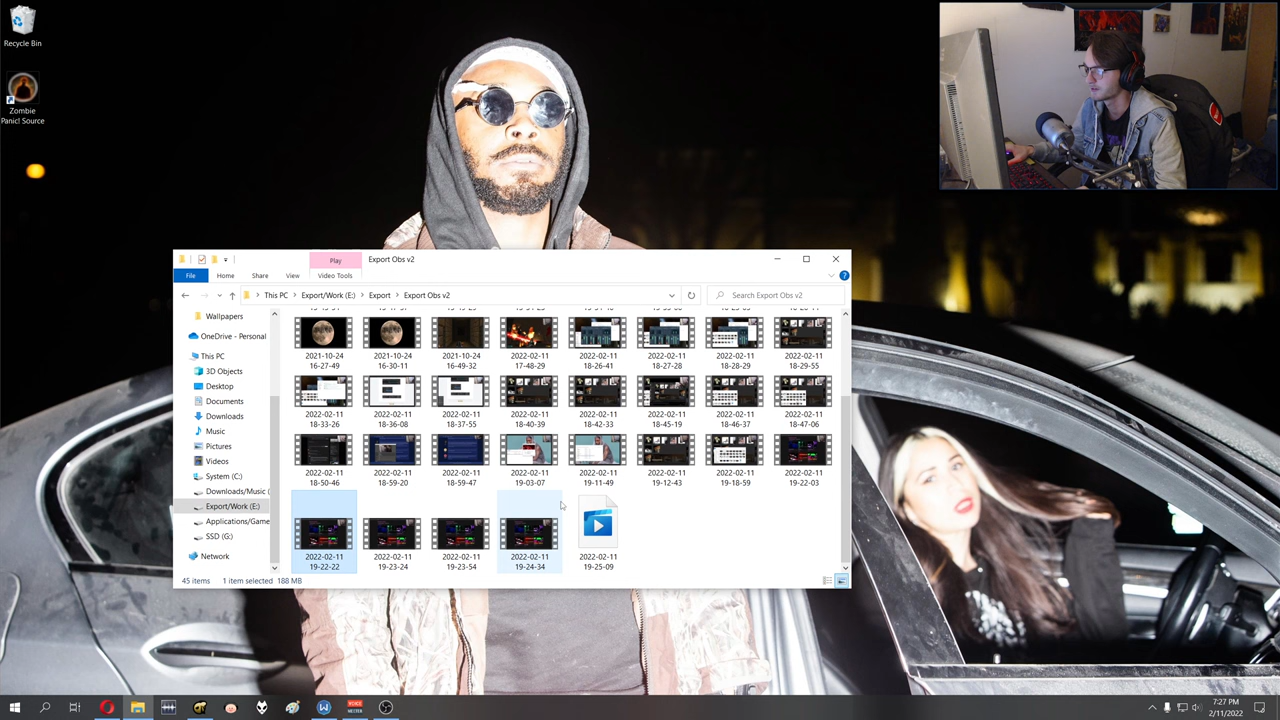 Recycle Bin
Zombie
Panic! Source
Play
Export Obs v2
File
Home
Share
View
Video Tools
This PC
Export/Work (E:)
Export
Export Obs v2
Search Export Obs v2
Wallpapers
OneDrive - Personal
This PC
3D Objects
Desktop
Documents
Downloads
Music
Pictures
Videos
System (C:)
Downloads/Music (
Export/Work (E:)
Applications/Game
SSD (G:)
Network
2021-10-24
16-27-49
2021-10-24
16-30-11
2021-10-24
16-49-32
2022-02-11
17-48-29
2022-02-11
18-26-41
2022-02-11
18-27-28
2022-02-11
18-28-29
2022-02-11
18-29-55
2022-02-11
18-33-26
2022-02-11
18-36-08
2022-02-11
18-37-55
2022-02-11
18-40-39
2022-02-11
18-42-33
2022-02-11
18-45-19
2022-02-11
18-46-37
2022-02-11
18-47-06
2022-02-11
18-50-46
2022-02-11
18-59-20
2022-02-11
18-59-47
2022-02-11
19-03-07
2022-02-11
19-11-49
2022-02-11
19-12-43
2022-02-11
19-18-59
2022-02-11
19-22-03
2022-02-11
19-22-22
2022-02-11
19-23-24
2022-02-11
19-23-54
2022-02-11
19-24-34
2022-02-11
19-25-09
45 items
1 item selected 188 MB
VOICE
MEETER
7:27 PM
2/11/2022